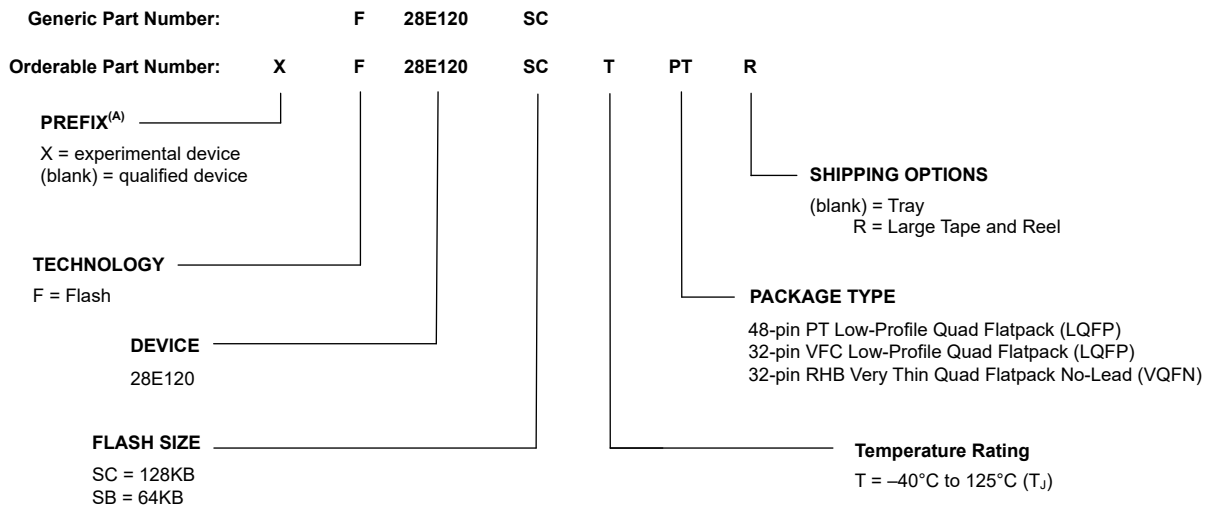 Generic Part Number: F 28E120 SC
Orderable Part Number: X F 28E120 SC T PT R
PREFIX(A)
X = experimental device
(blank) = qualified device
SHIPPING OPTIONS
(blank) = Tray
R = Large Tape and Reel
TECHNOLOGY
F = Flash
PACKAGE TYPE
48-pin PT Low-Profile Quad Flatpack (LQFP)
32-pin VFC Low-Profile Quad Flatpack (LQFP)
32-pin RHB Very Thin Quad Flatpack No-Lead (VQFN)
DEVICE
28E120
FLASH SIZE
SC = 128KB
SB = 64KB
Temperature Rating
T = –40°C to 125°C (TJ)